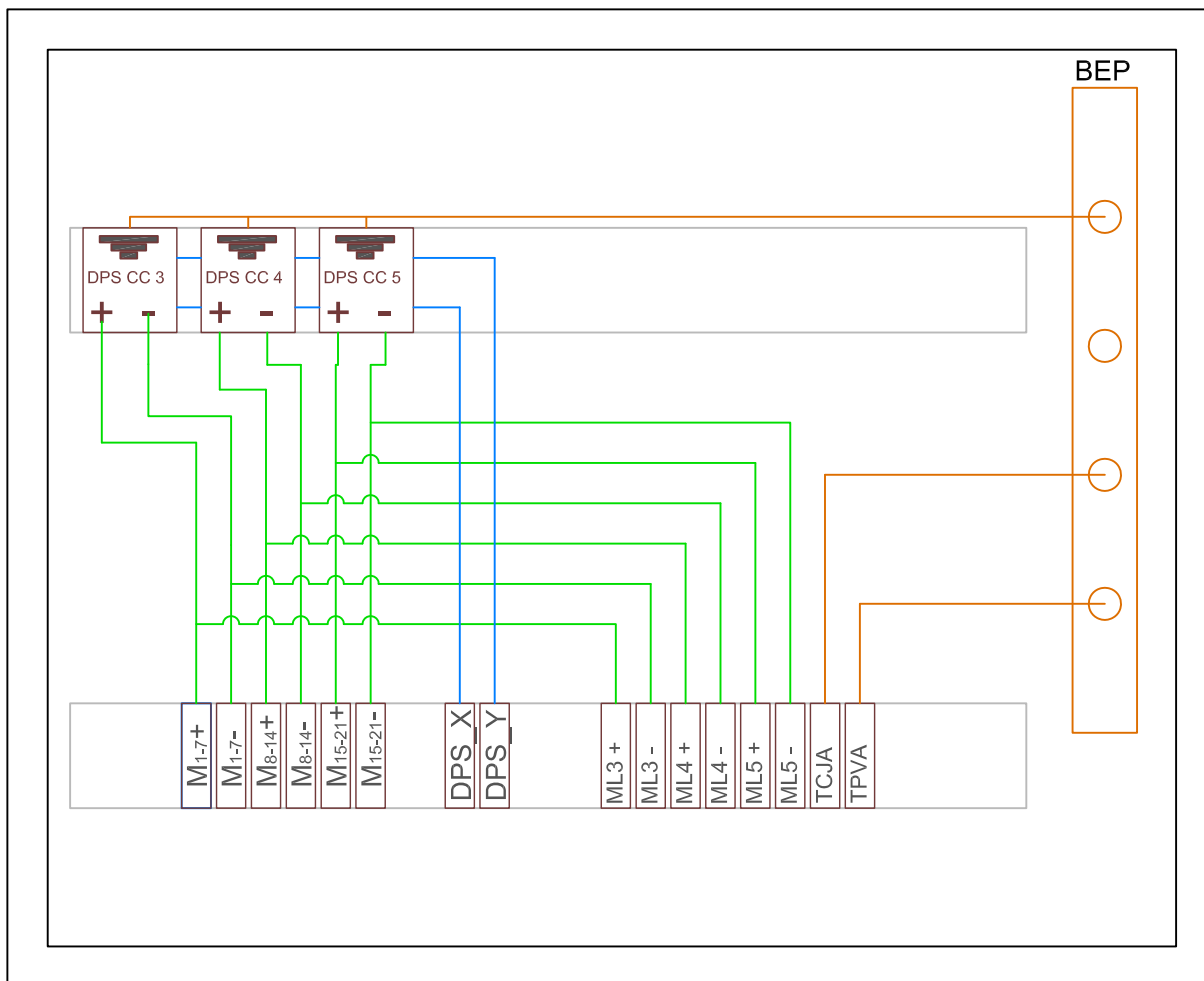 BEP
DPS CC 3
DPS CC 4
DPS CC 5
+ -
+ -
+ -
M1-7+
M1-7-
M8-14+
M8-14-
M15-21+
M15-21-
DPS_X
DPS_Y
ML3 +
ML3 -
ML4 +
ML4 -
ML5 +
ML5 -
TCJA
TPVA